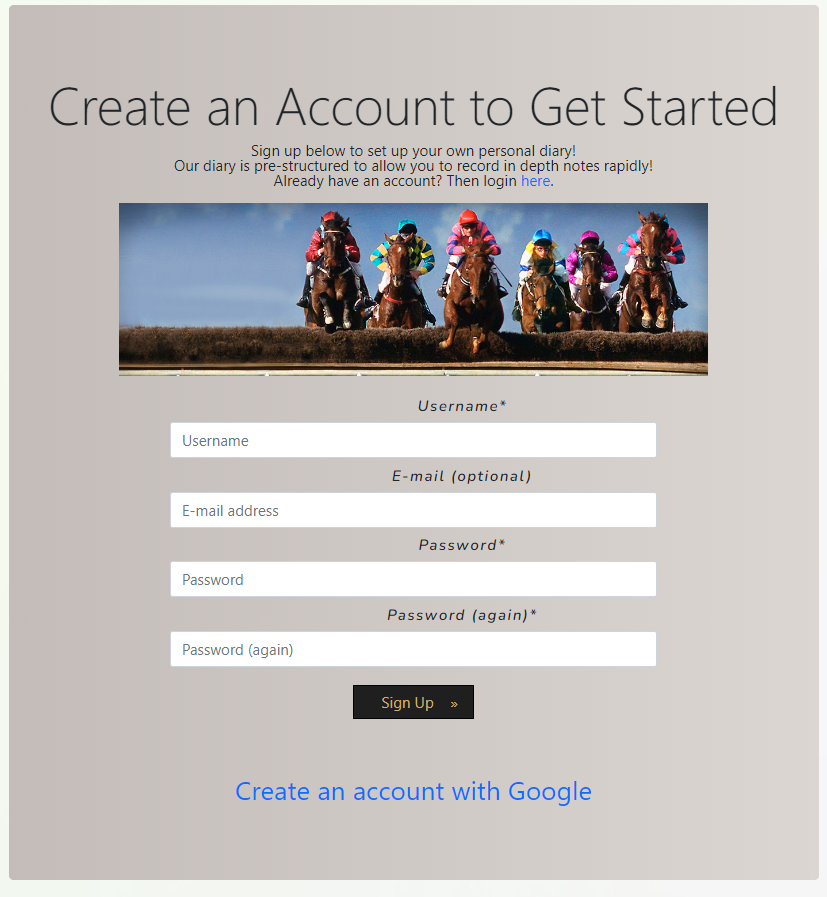 Create an Account to Get Started
Sign up below to set up your own personal diary!
Our diary is pre-structured to allow you to record in depth notes rapidly!
Already have an account? Then login here.
Username*
Username
E-mail (optional)
E-mail address
Password*
Password
Password (again)*
Password (again)
Sign Up »
Create an account with Google